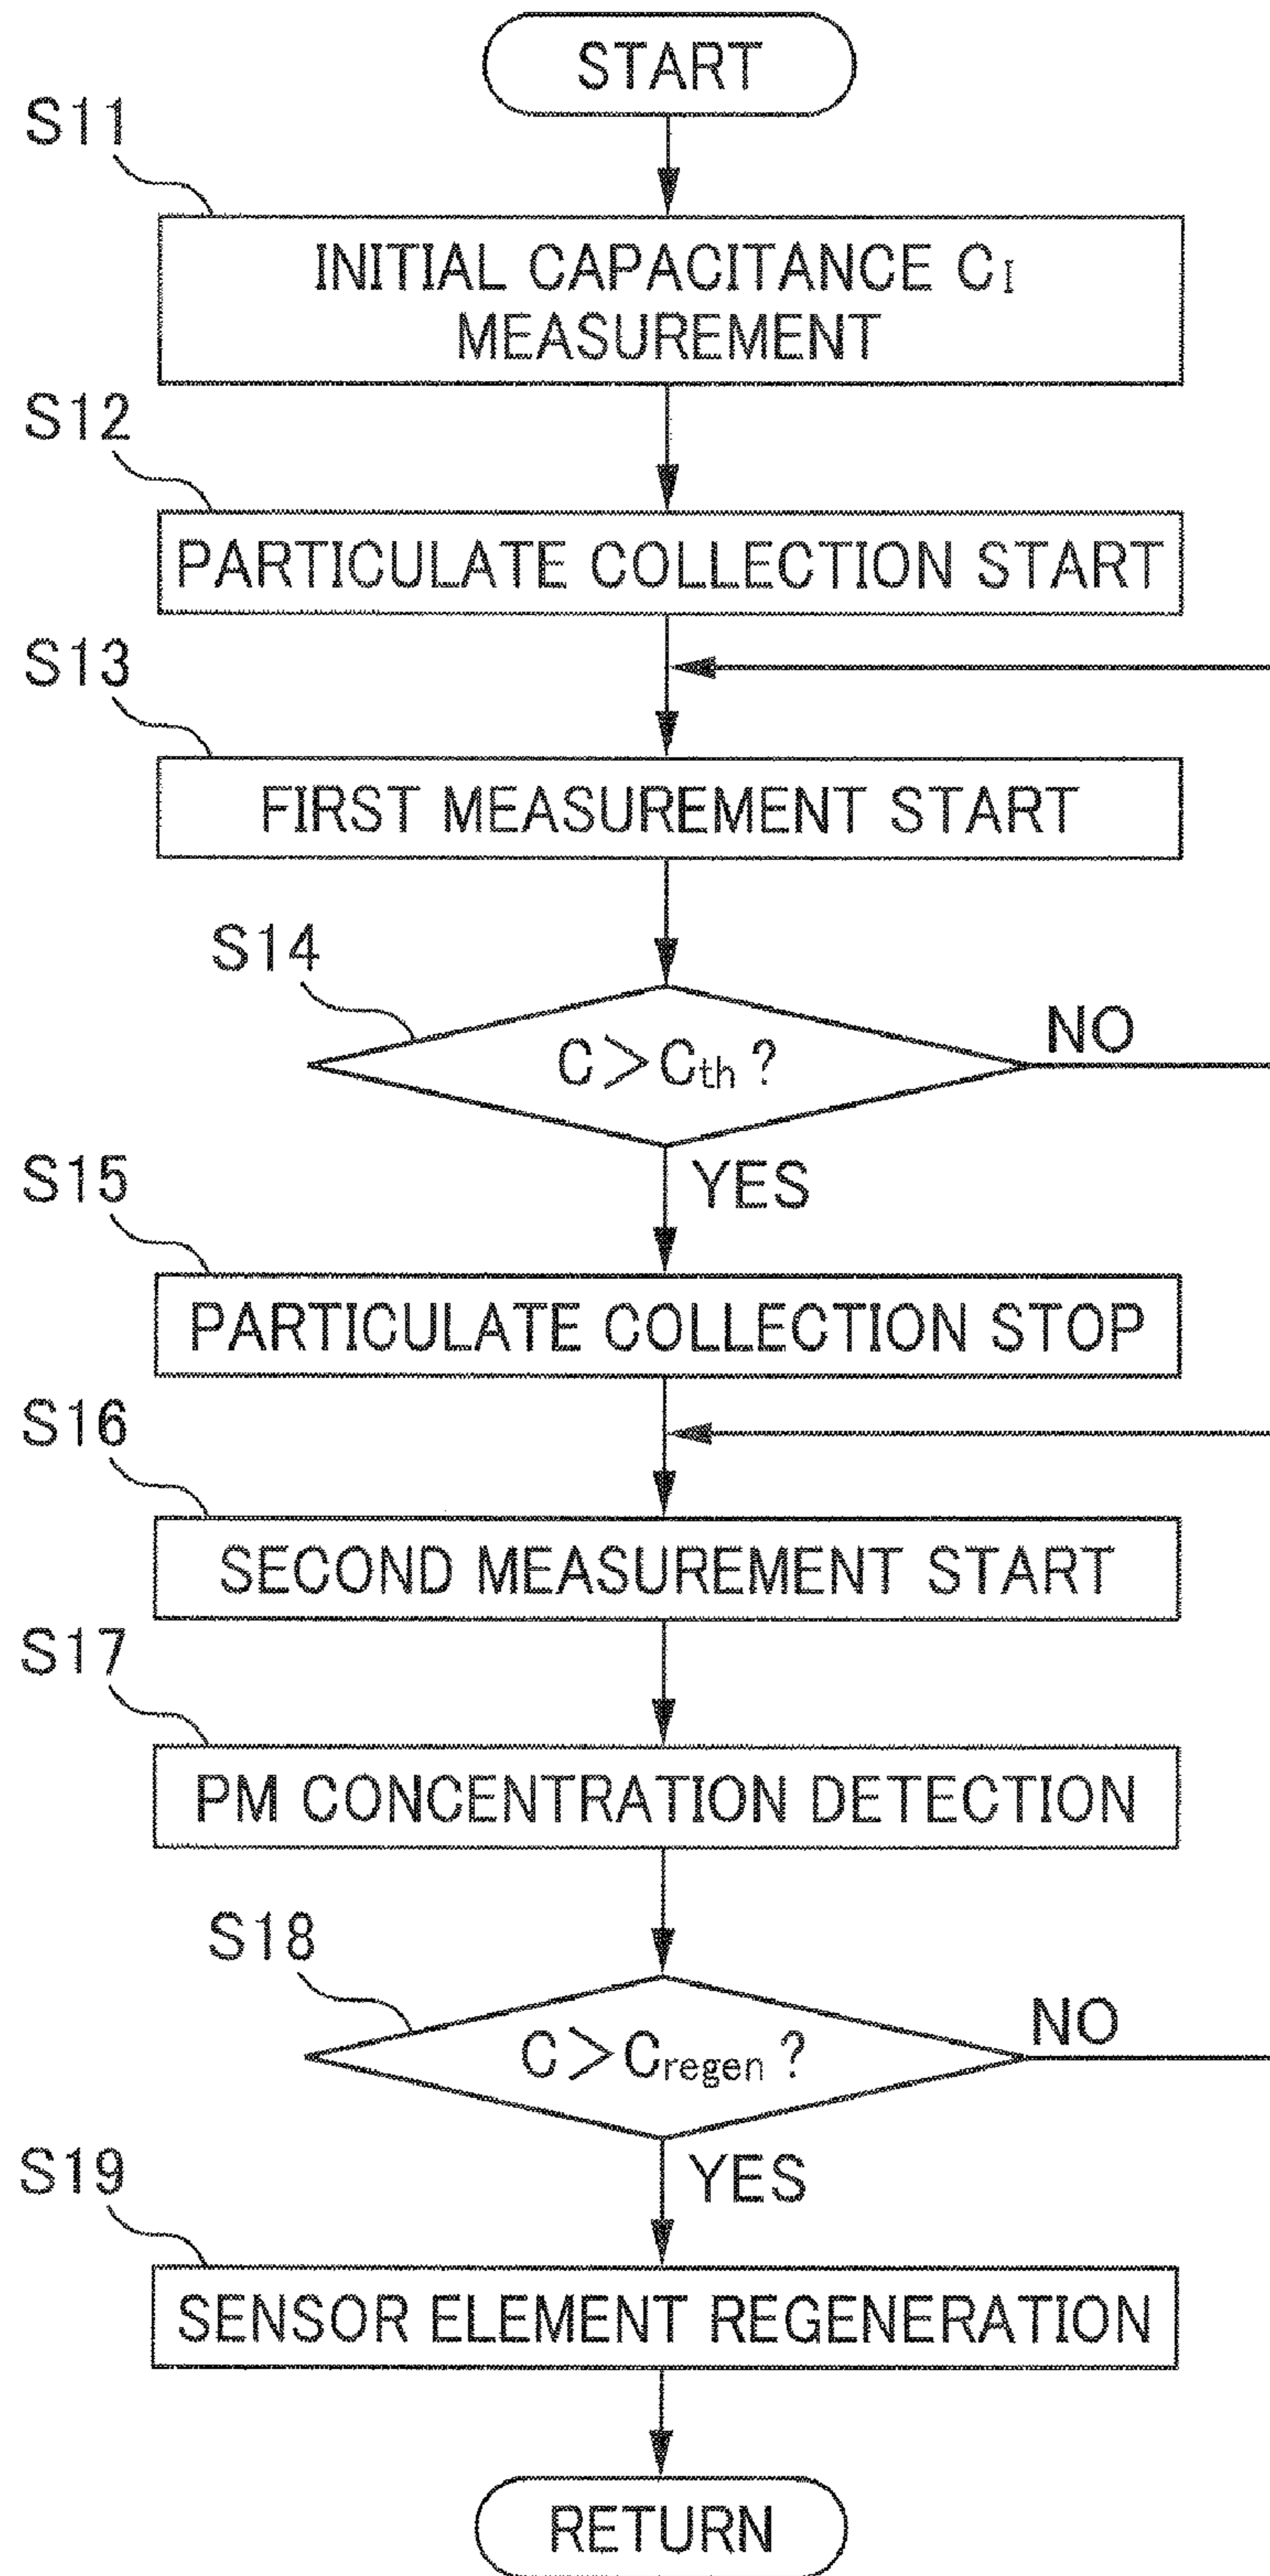 START
S11
INITIAL CAPACITANCE CI
MEASUREMENT
S12
PARTICULATE COLLECTION START
S13
FIRST MEASUREMENT START
S14
C>Cth?
NO
YES
S15
PARTICULATE COLLECTION STOP
S16
SECOND MEASUREMENT START
S17
PM CONCENTRATION DETECTION
S18
C>Cregen?
NO
YES
S19
SENSOR ELEMENT REGENERATION
RETURN